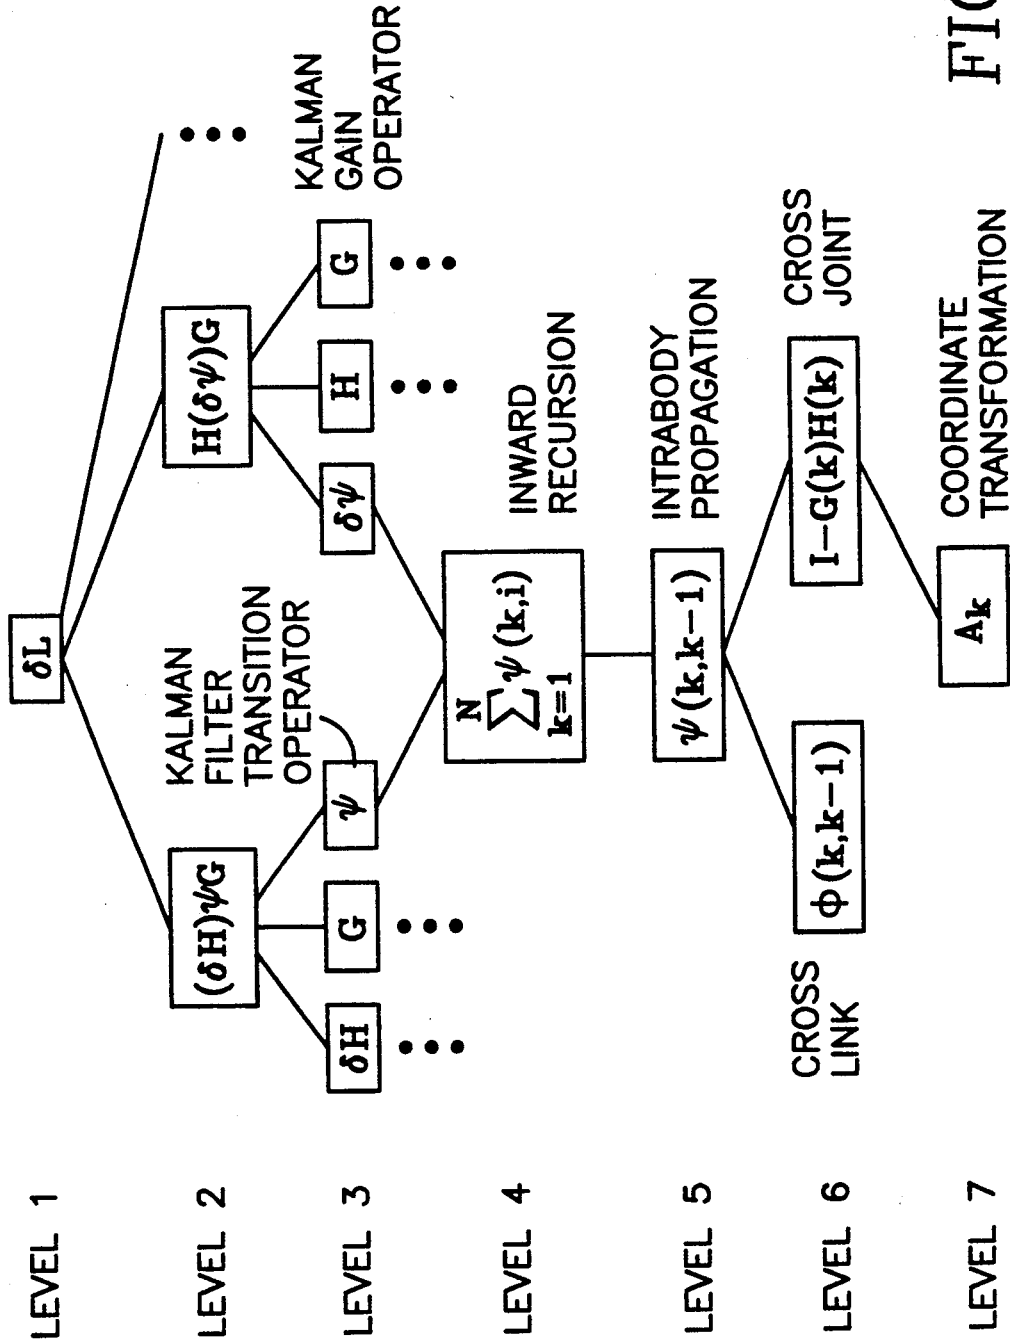 LEVEL 1
δL
LEVEL 2
(δH)ψG
H(δψ)G
• • •
KALMAN
FILTER
TRANSITION
OPERATOR
LEVEL 3
δH
G
ψ
δψ
H
G
KALMAN
GAIN
OPERATOR
• • •
• • •
• • •
• • •
LEVEL 4
N
∑ ψ(k,i)
k=1
INWARD
RECURSION
LEVEL 5
ψ(k,k−1)
INTRABODY
PROPAGATION
LEVEL 6
CROSS
LINK
ϕ(k,k−1)
I−G(k)H(k)
CROSS
JOINT
LEVEL 7
Aₖ
COORDINATE
TRANSFORMATION